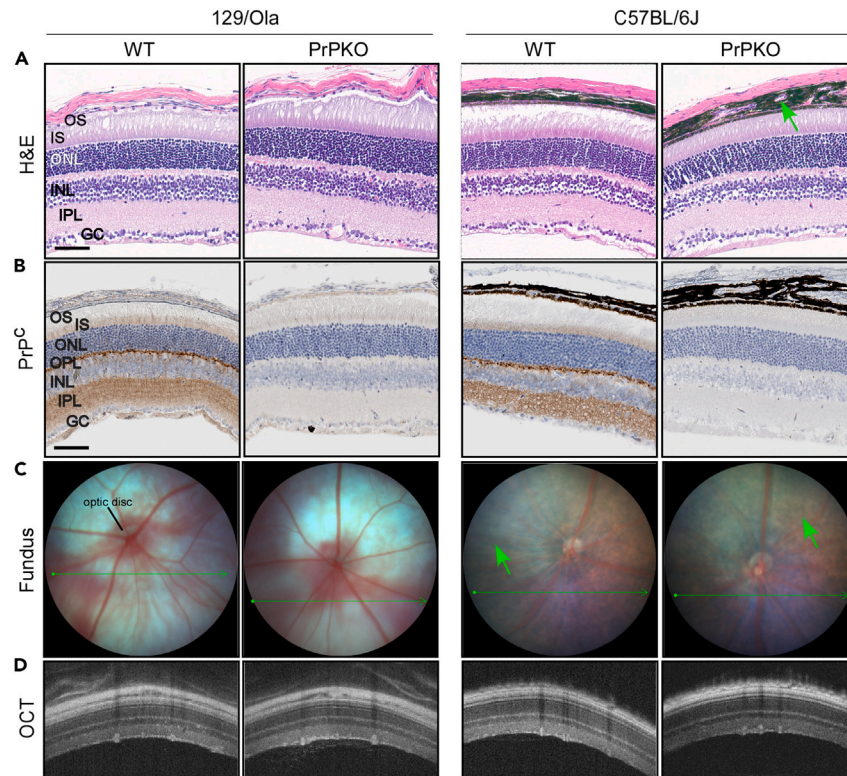 129/Ola
C57BL/6J
WT
PrPKO
WT
PrPKO
A
H&E
OS
IS
ONL
INL
IPL
GC
B
PrPC
OS
IS
ONL
OPL
INL
IPL
GC
C
Fundus
optic disc
D
OCT